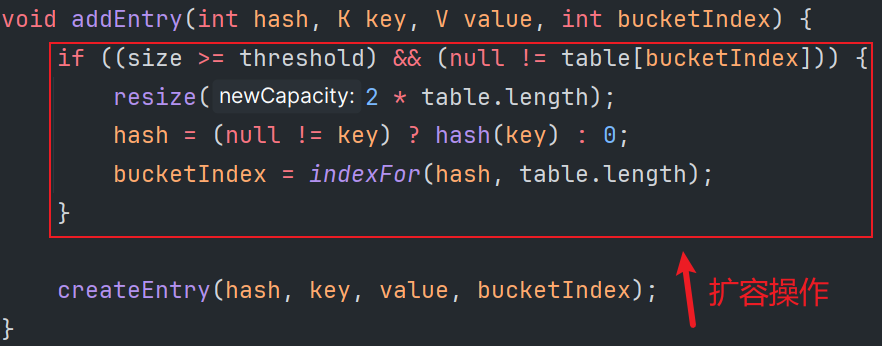 void addEntry(int hash, K key, V value, int bucketIndex) {
if ((size >= threshold) && (null != table[bucketIndex])) {
resize( newCapacity: 2 * table.length);
hash = (null != key) ? hash(key) : 0;
bucketIndex = indexFor(hash, table.length);
}
扩容操作
createEntry(hash, key, value, bucketIndex);
}